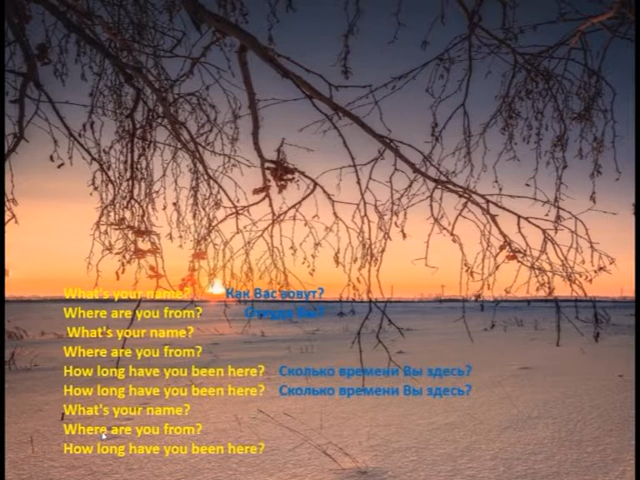 What's your name? Как Вас зовут?
Where are you from? Откуда Вы?
What's your name?
Where are you from?
How long have you been here? Сколько времени Вы здесь?
How long have you been here? Сколько времени Вы здесь?
What's your name?
Where are you from?
How long have you been here?